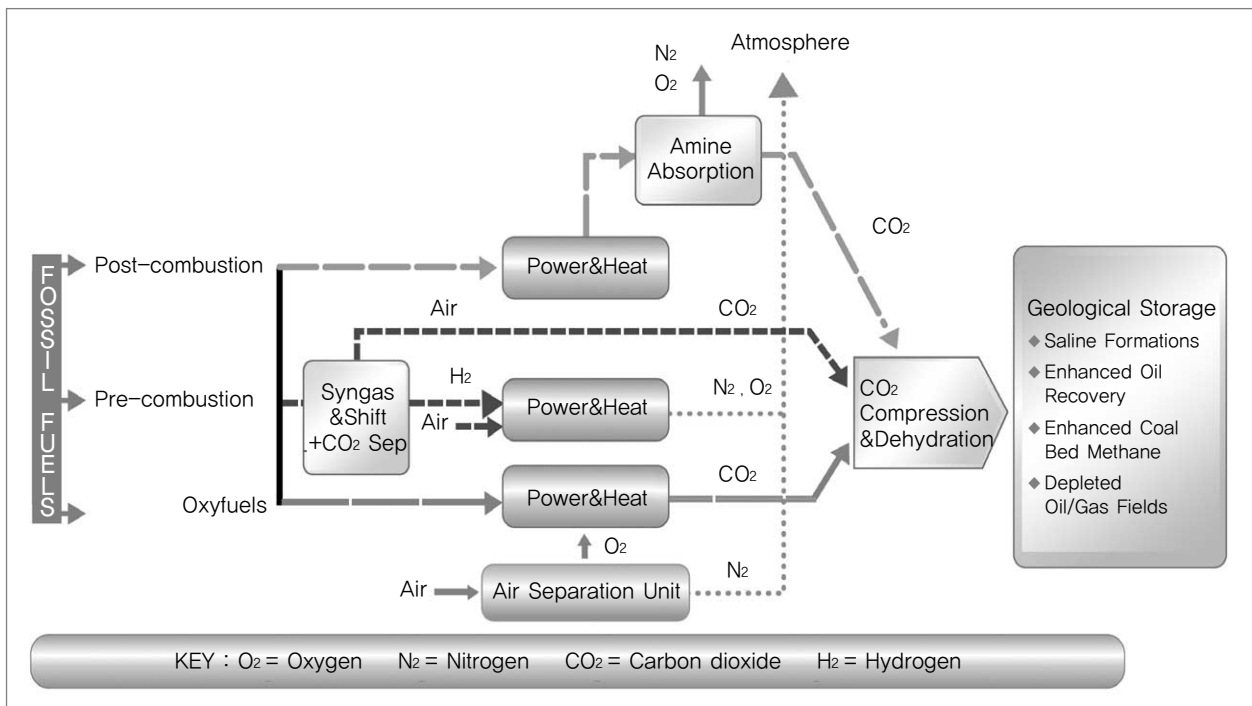 N2
O2
Atmosphere
Amine
Absorption
CO2
FOSSIL FUELS
Post-combustion
Power&Heat
Air
CO2
Pre-combustion
Syngas
&Shift
+CO2 Sep
H2
Air
Power&Heat
N2 , O2
CO2
Compression
&Dehydration
Oxyfuels
Power&Heat
CO2
O2
Air
Air Separation Unit
N2
Geological Storage
◆ Saline Formations
◆ Enhanced Oil
Recovery
◆ Enhanced Coal
Bed Methane
◆ Depleted
Oil/Gas Fields
KEY : O2 = Oxygen N2 = Nitrogen CO2 = Carbon dioxide H2 = Hydrogen